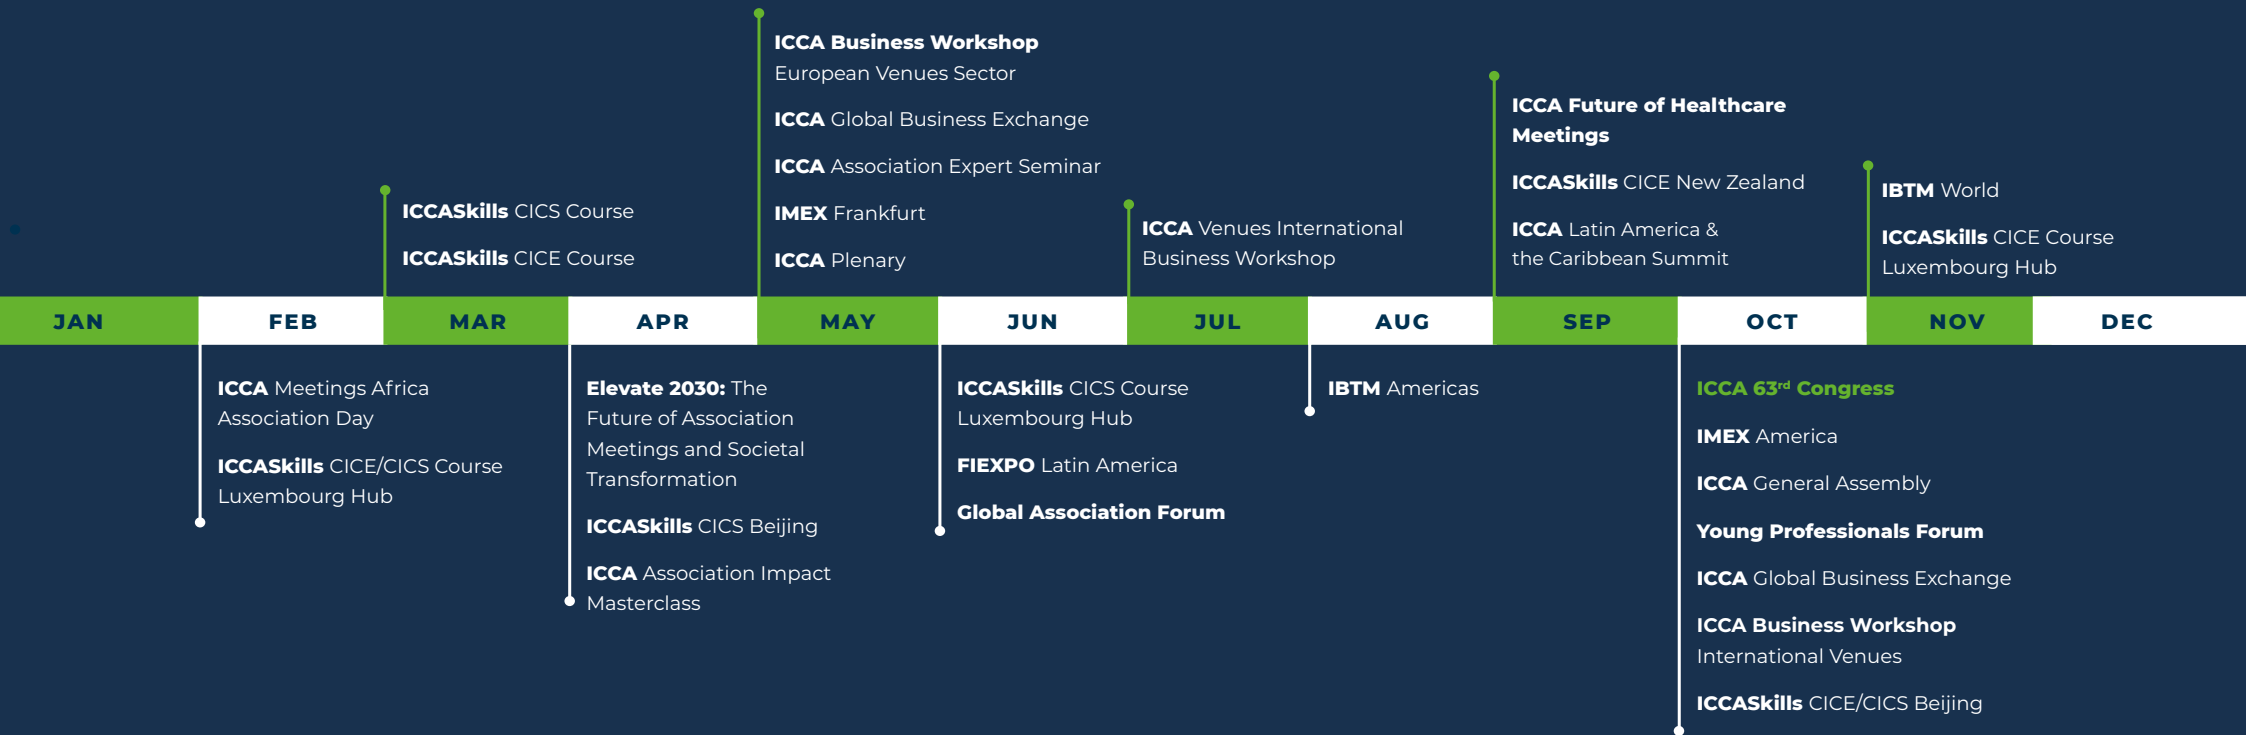 ICCA Business Workshop
European Venues Sector
ICCA Global Business Exchange
ICCA Association Expert Seminar
IMEX Frankfurt
ICCA Plenary
ICCASkills CICS Course
ICCASkills CICE Course
ICCA Venues International
Business Workshop
ICCA Future of Healthcare
Meetings
ICCASkills CICE New Zealand
ICCA Latin America &
the Caribbean Summit
IBTM World
ICCASkills CICE Course
Luxembourg Hub
JAN FEB MAR APR MAY JUN JUL AUG SEP OCT NOV DEC
ICCA Meetings Africa
Association Day
ICCASkills CICE/CICS Course
Luxembourg Hub
Elevate 2030: The
Future of Association
Meetings and Societal
Transformation
ICCASkills CICS Beijing
ICCA Association Impact
Masterclass
ICCASkills CICS Course
Luxembourg Hub
FIEXPO Latin America
Global Association Forum
IBTM Americas
ICCA 63rd Congress
IMEX America
ICCA General Assembly
Young Professionals Forum
ICCA Global Business Exchange
ICCA Business Workshop
International Venues
ICCASkills CICE/CICS Beijing